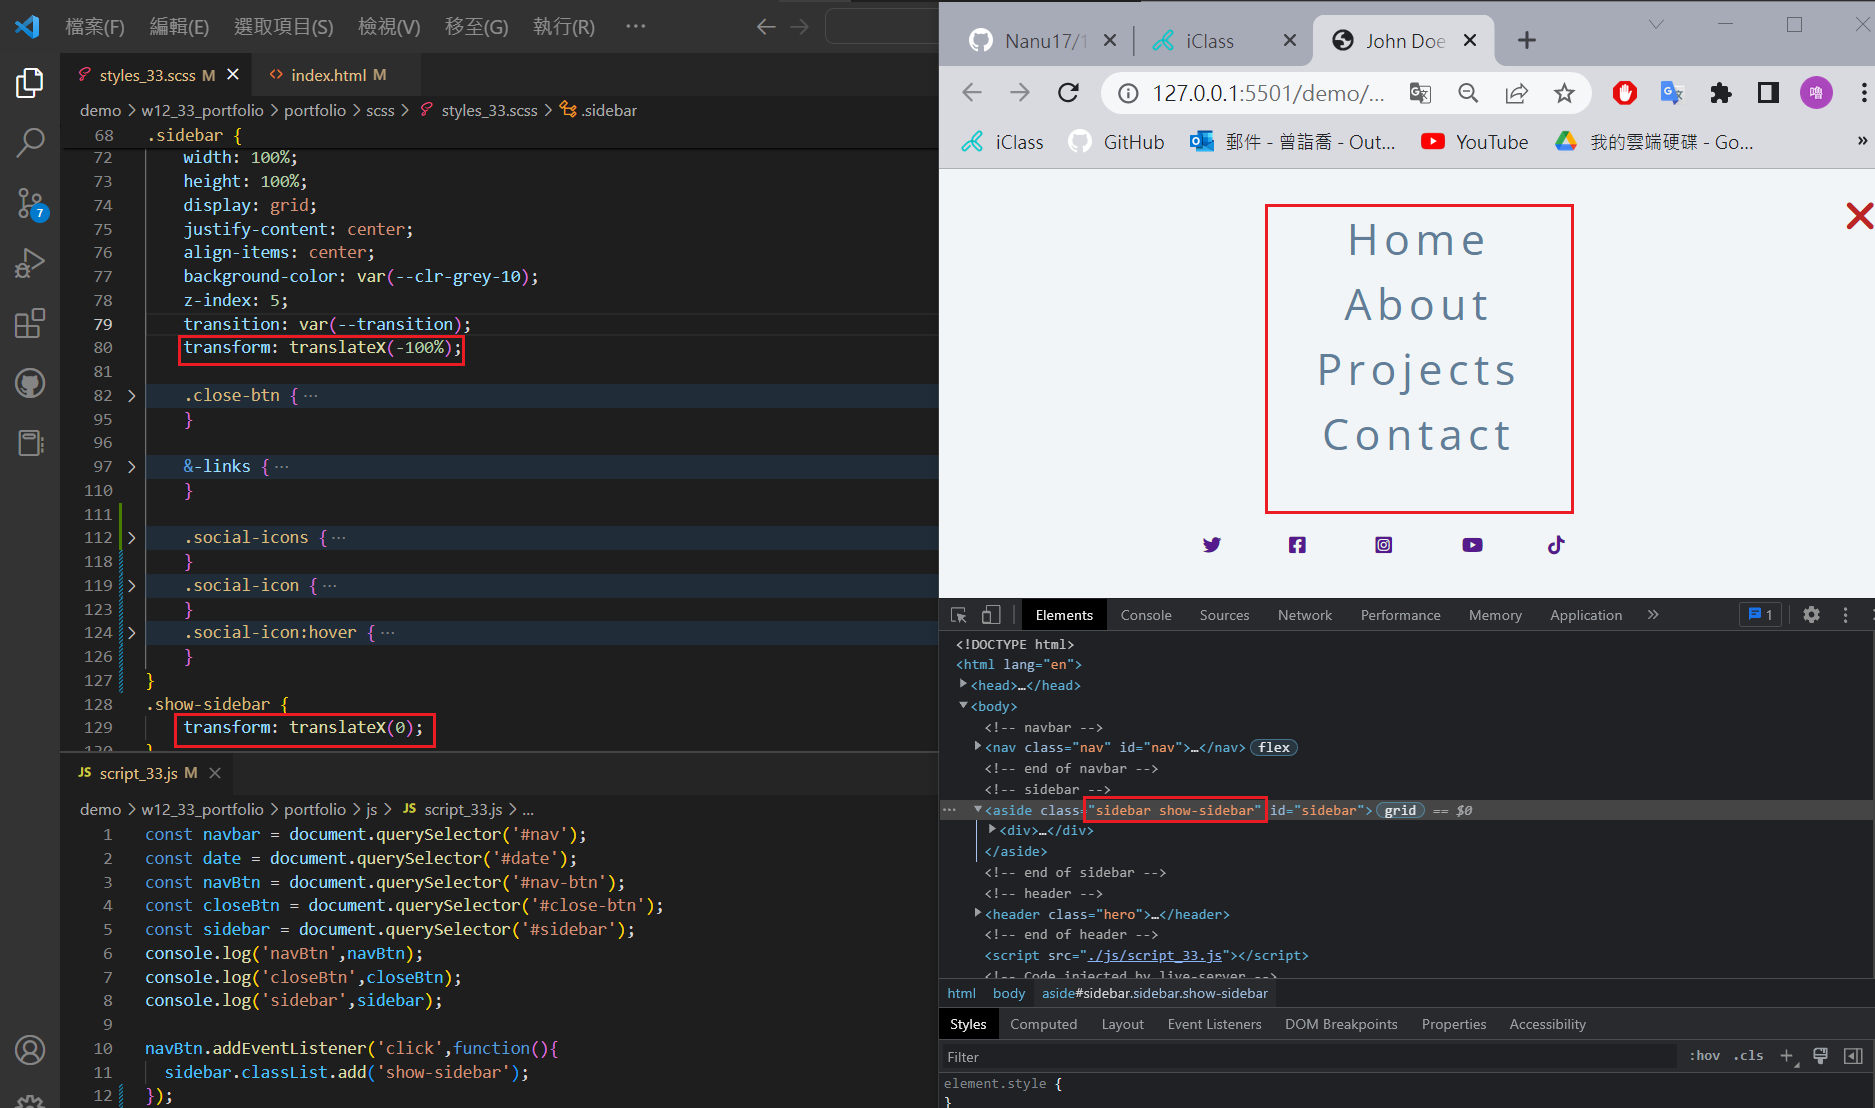 檔案(F) 編輯(E) 選取項目(S) 檢視(V) 移至(G) 執行(R) ···
styles_33.scss M
index.html M
demo > w12_33_portfolio > portfolio > scss > styles_33.scss > .sidebar
68 .sidebar {
72 width: 100%;
73 height: 100%;
74 display: grid;
75 justify-content: center;
76 align-items: center;
77 background-color: var(--clr-grey-10);
78 z-index: 5;
79 transition: var(--transition);
80 transform: translateX(-100%);
81
82 .close-btn {···
95 }
96
97 &-links {···
110 }
111
112 .social-icons {···
118 }
119 .social-icon {···
123 }
124 .social-icon:hover {···
126 }
127 }
128 .show-sidebar {
129 transform: translateX(0);
130 }
7
JS script_33.js M
demo > w12_33_portfolio > portfolio > js > JS script_33.js > ...
1 const navbar = document.querySelector('#nav');
2 const date = document.querySelector('#date');
3 const navBtn = document.querySelector('#nav-btn');
4 const closeBtn = document.querySelector('#close-btn');
5 const sidebar = document.querySelector('#sidebar');
6 console.log('navBtn',navBtn);
7 console.log('closeBtn',closeBtn);
8 console.log('sidebar',sidebar);
9
10 navBtn.addEventListener('click',function(){
11 sidebar.classList.add('show-sidebar');
12 });
Nanu17/1
iClass
John Doe
127.0.0.1:5501/demo/...
嚕
iClass
GitHub
郵件 - 曾詣喬 - Out...
YouTube
我的雲端硬碟 - Go...
»
Home
About
Projects
Contact
Elements Console Sources Network Performance Memory Application » 1
<!DOCTYPE html>
<html lang="en">
<head>…</head>
<body>
<!-- navbar -->
<nav class="nav" id="nav">…</nav> flex
<!-- end of navbar -->
<!-- sidebar -->
··· <aside class="sidebar show-sidebar" id="sidebar"> grid == $0
<div>…</div>
</aside>
<!-- end of sidebar -->
<!-- header -->
<header class="hero">…</header>
<!-- end of header -->
<script src="./js/script_33.js"></script>
<!-- Code injected by live-server -->
html body aside#sidebar.sidebar.show-sidebar
Styles Computed Layout Event Listeners DOM Breakpoints Properties Accessibility
Filter :hov .cls +
element.style {
}